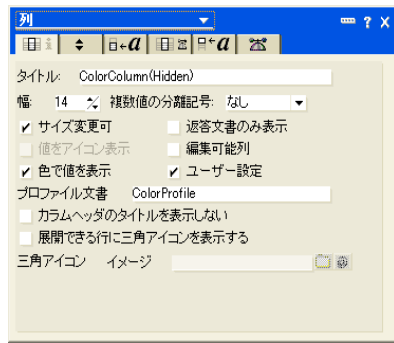 列
?
a a
タイトル: ColorColumn(Hidden)
幅: 14 複数値の分離記号: なし
サイズ変更可 返答文書のみ表示
値をアイコン表示 編集可能列
色で値を表示 ユーザー設定
プロファイル文書 ColorProfile
カラムヘッダのタイトルを表示しない
展開できる行に三角アイコンを表示する
三角アイコン イメージ